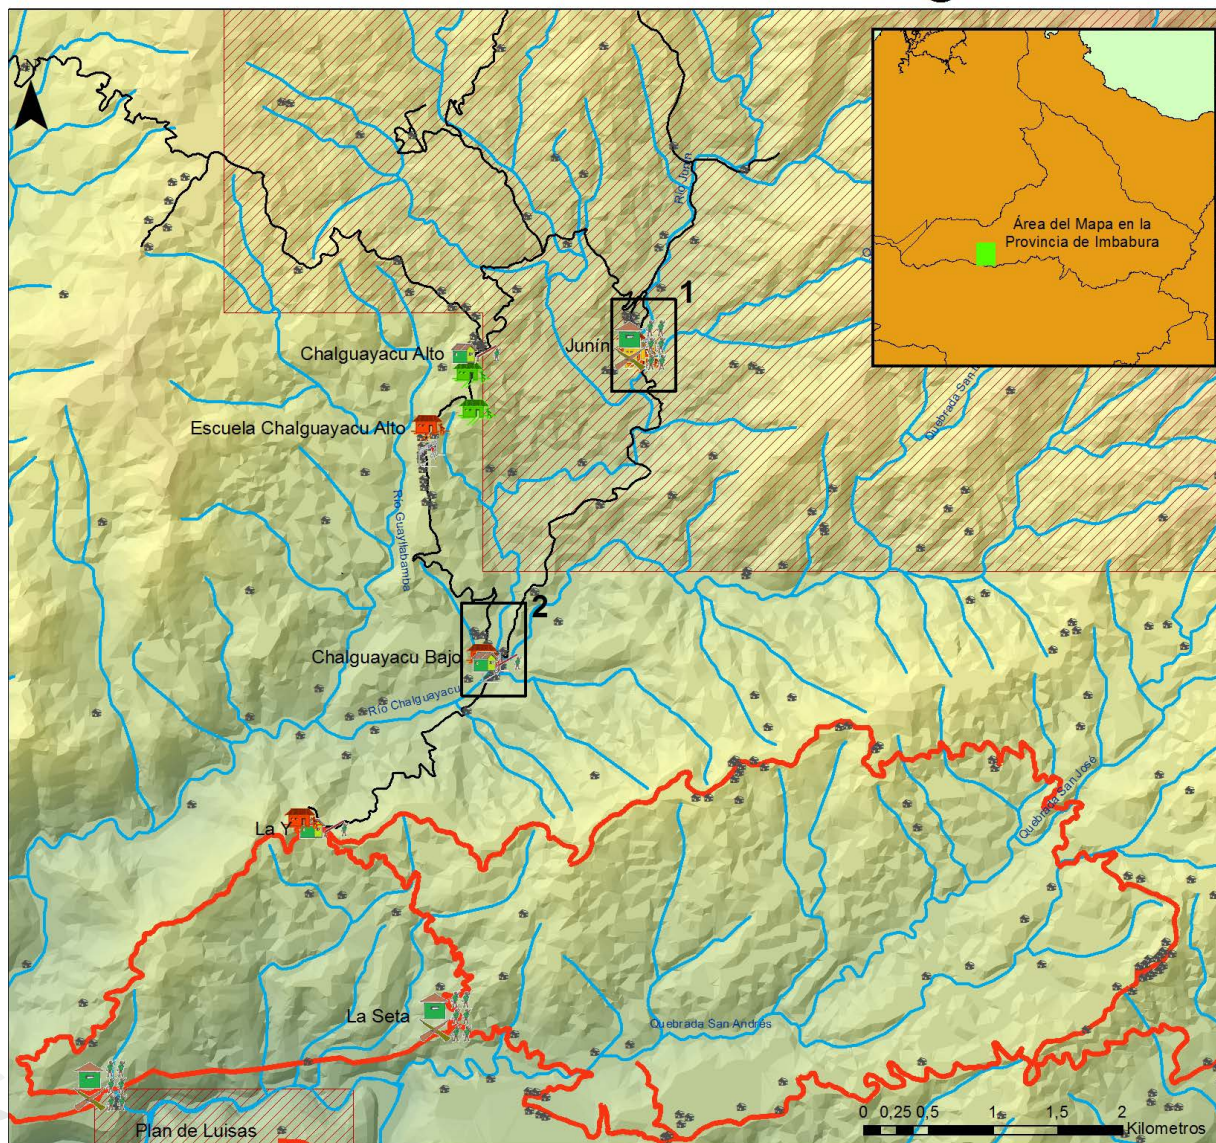 Área del Mapa en la
Provincia de Imbabura
Río Junín
1
Junín
Chalguayacu Alto
Escuela Chalguayacu Alto
Río Guayllabamba
2
Chalguayacu Bajo
Río Chalguayacu
La Y
Quebrada San José
La Seta
Quebrada San Andrés
Plan de Luisas
0 0,25 0,5 1 1,5 2
Kilometros